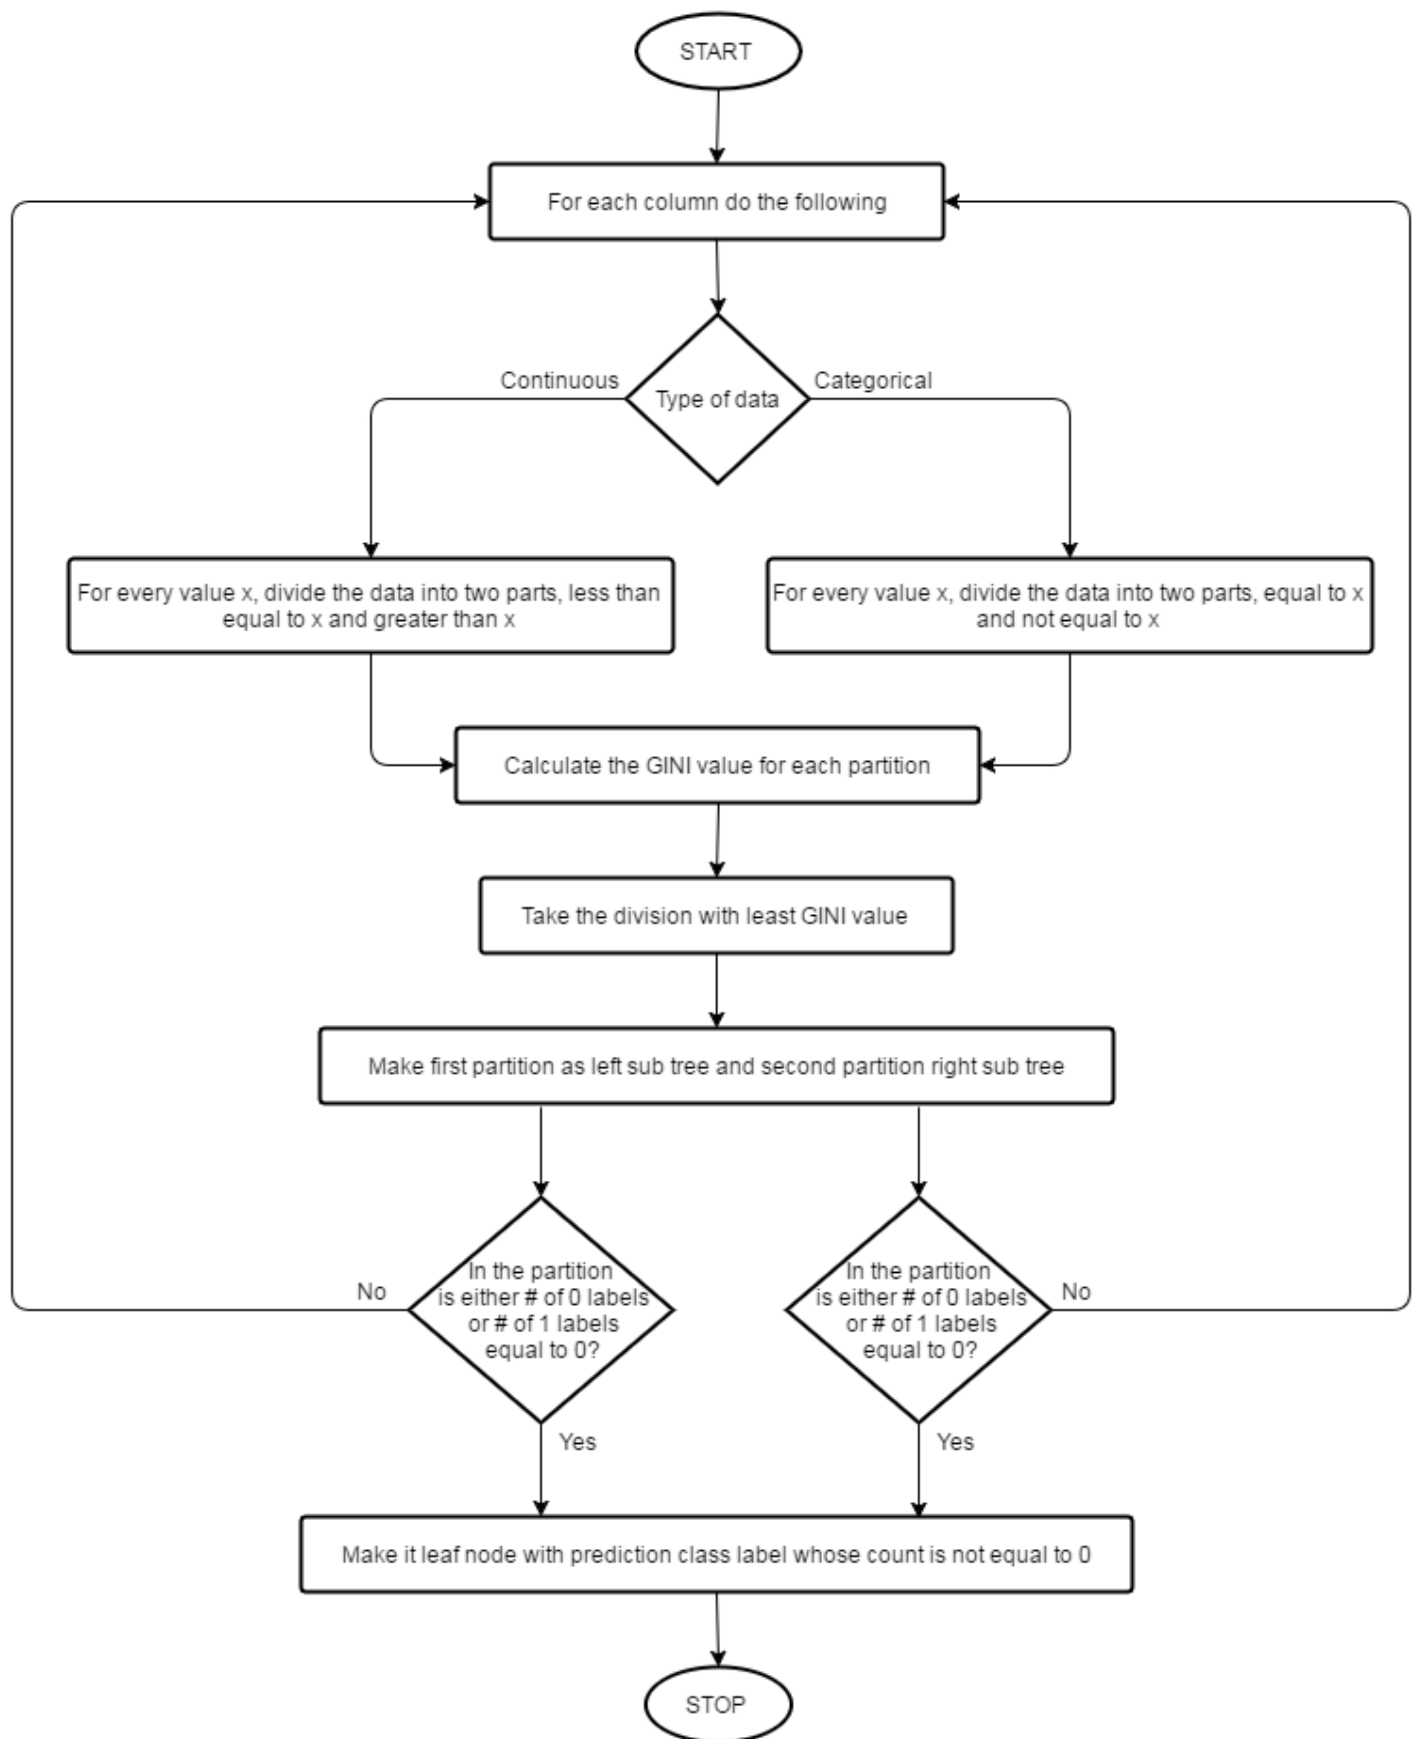 START
For each column do the following
Continuous
Categorical
Type of data
For every value x, divide the data into two parts, less than
equal to x and greater than x
For every value x, divide the data into two parts, equal to x
and not equal to x
Calculate the GINI value for each partition
Take the division with least GINI value
Make first partition as left sub tree and second partition right sub tree
No
In the partition
is either # of 0 labels
or # of 1 labels
equal to 0?
In the partition
is either # of 0 labels
or # of 1 labels
equal to 0?
No
Yes
Yes
Make it leaf node with prediction class label whose count is not equal to 0
STOP